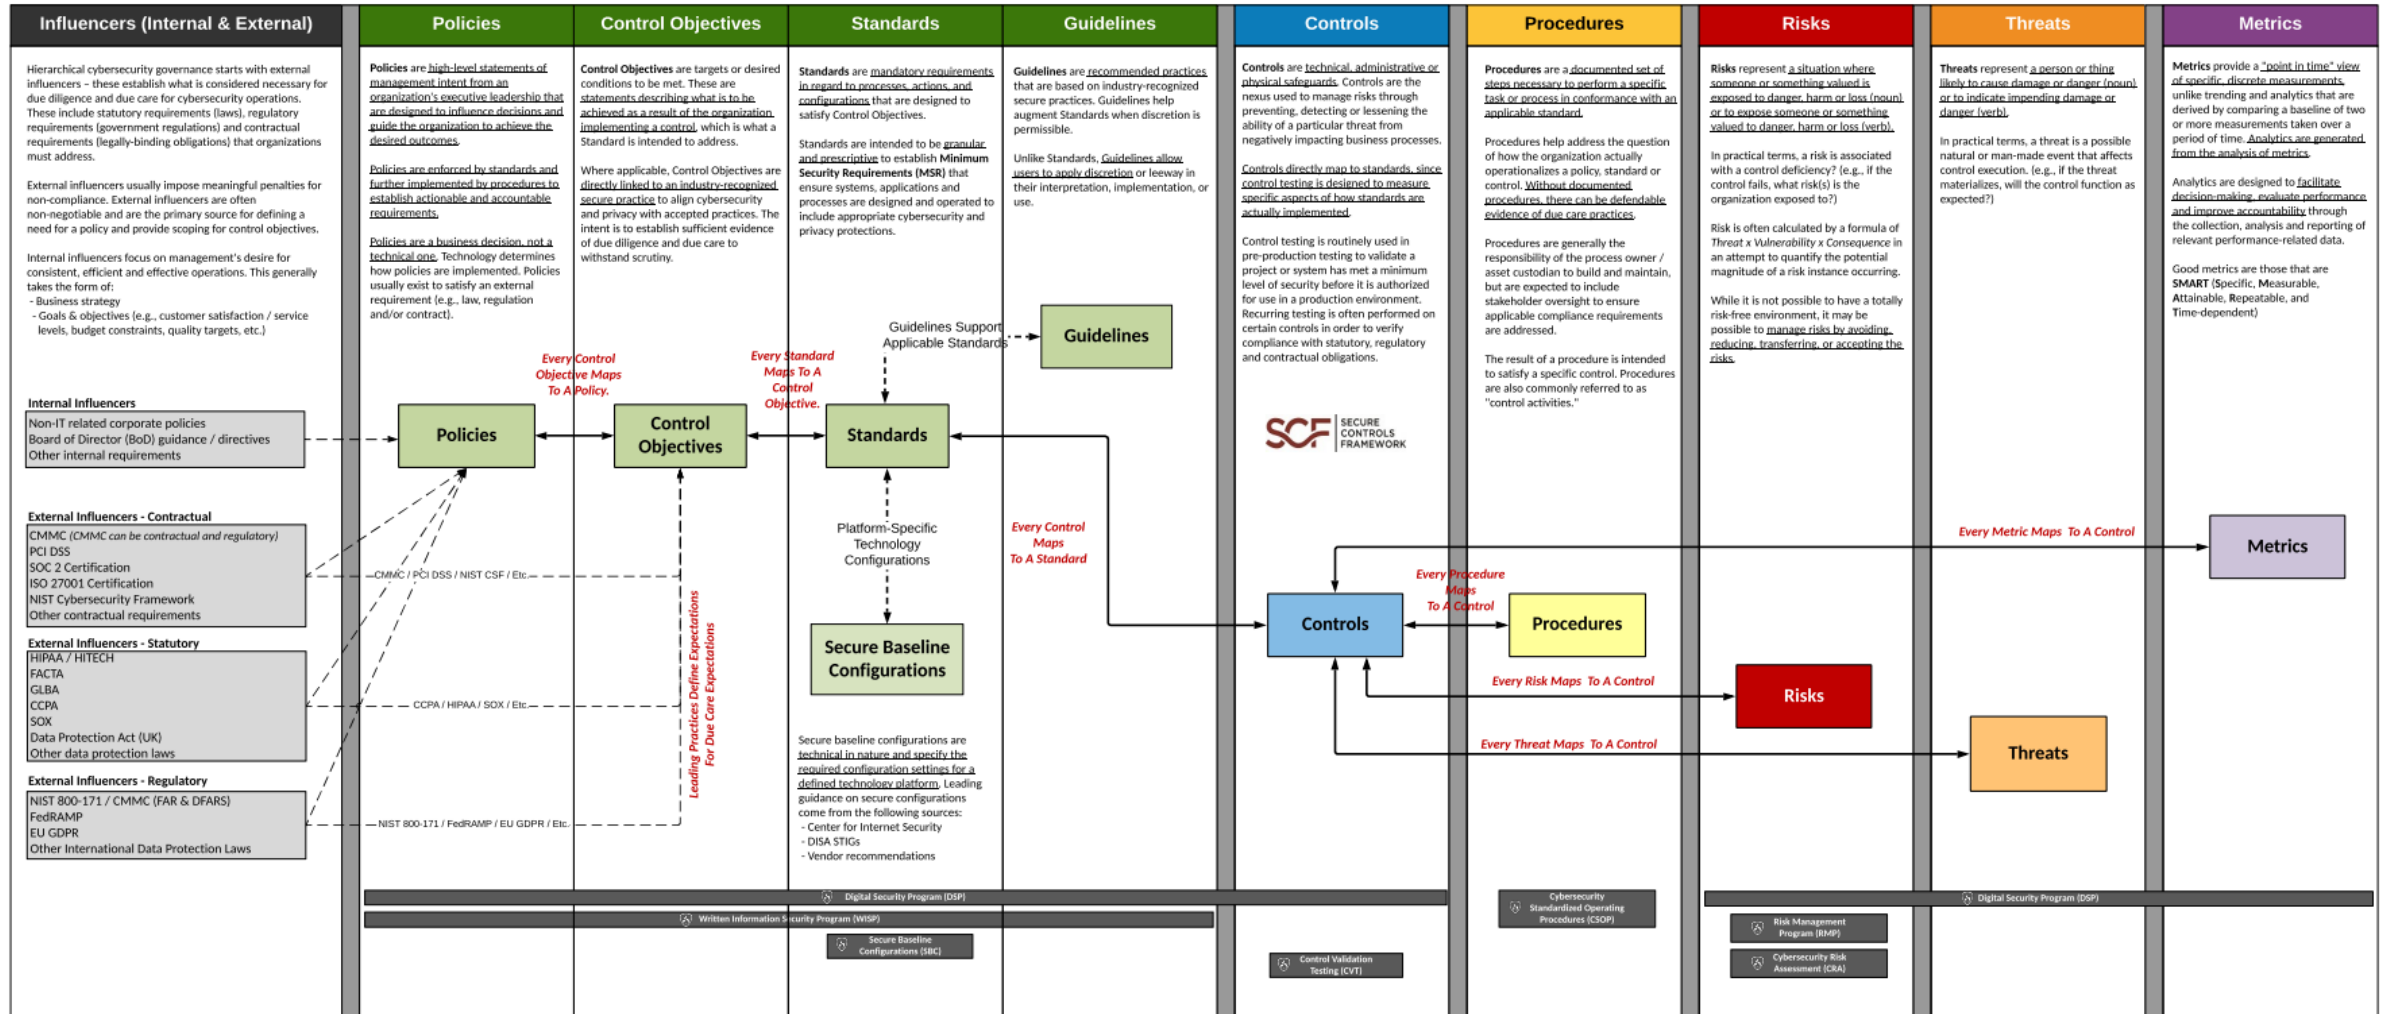 Influencers (Internal & External)
Policies
Control Objectives
Standards
Guidelines
Controls
Procedures
Risks
Threats
Metrics
Hierarchical cybersecurity governance starts with external
influencers – these establish what is considered necessary for
due diligence and due care for cybersecurity operations.
These include statutory requirements (laws), regulatory
requirements (government regulations) and contractual
requirements (legally-binding obligations) that organizations
must address.
External influencers usually impose meaningful penalties for
non-compliance. External influencers are often
non-negotiable and are the primary source for defining a
need for a policy and provide scoping for control objectives.
Internal influencers focus on management's desire for
consistent, efficient and effective operations. This generally
takes the form of:
- Business strategy
- Goals & objectives (e.g., customer satisfaction / service
levels, budget constraints, quality targets, etc.)
Policies are high-level statements of
management intent from an
organization's executive leadership that
are designed to influence decisions and
guide the organization to achieve the
desired outcomes.
Policies are enforced by standards and
further implemented by procedures to
establish actionable and accountable
requirements.
Policies are a business decision, not a
technical one. Technology determines
how policies are implemented. Policies
usually exist to satisfy an external
requirement (e.g., law, regulation
and/or contract).
Control Objectives are targets or desired
conditions to be met. These are
statements describing what is to be
achieved as a result of the organization
implementing a control, which is what a
Standard is intended to address.
Where applicable, Control Objectives are
directly linked to an industry-recognized
secure practice to align cybersecurity
and privacy with accepted practices. The
intent is to establish sufficient evidence
of due diligence and due care to
withstand scrutiny.
Standards are mandatory requirements
in regard to processes, actions, and
configurations that are designed to
satisfy Control Objectives.
Standards are intended to be granular
and prescriptive to establish Minimum
Security Requirements (MSR) that
ensure systems, applications and
processes are designed and operated to
include appropriate cybersecurity and
privacy protections.
Guidelines are recommended practices
that are based on industry-recognized
secure practices. Guidelines help
augment Standards when discretion is
permissible.
Unlike Standards, Guidelines allow
users to apply discretion or leeway in
their interpretation, implementation, or
use.
Controls are technical, administrative or
physical safeguards. Controls are the
nexus used to manage risks through
preventing, detecting or lessening the
ability of a particular threat from
negatively impacting business processes.
Controls directly map to standards, since
control testing is designed to measure
specific aspects of how standards are
actually implemented.
Control testing is routinely used in
pre-production testing to validate a
project or system has met a minimum
level of security before it is authorized
for use in a production environment.
Recurring testing is often performed on
certain controls in order to verify
compliance with statutory, regulatory
and contractual obligations.
Procedures are a documented set of
steps necessary to perform a specific
task or process in conformance with an
applicable standard.
Procedures help address the question
of how the organization actually
operationalizes a policy, standard or
control. Without documented
procedures, there can be defendable
evidence of due care practices.
Procedures are generally the
responsibility of the process owner /
asset custodian to build and maintain,
but are expected to include
stakeholder oversight to ensure
applicable compliance requirements
are addressed.
The result of a procedure is intended
to satisfy a specific control. Procedures
are also commonly referred to as
"control activities."
Risks represent a situation where
someone or something valued is
exposed to danger, harm or loss (noun)
or to expose someone or something
valued to danger, harm or loss (verb).
In practical terms, a risk is associated
with a control deficiency? (e.g., if the
control fails, what risk(s) is the
organization exposed to?)
Risk is often calculated by a formula of
Threat x Vulnerability x Consequence in
an attempt to quantify the potential
magnitude of a risk instance occurring.
While it is not possible to have a totally
risk-free environment, it may be
possible to manage risks by avoiding,
reducing, transferring, or accepting the
risks.
Threats represent a person or thing
likely to cause damage or danger (noun)
or to indicate impending damage or
danger (verb).
In practical terms, a threat is a possible
natural or man-made event that affects
control execution. (e.g., if the threat
materializes, will the control function as
expected?)
Metrics provide a "point in time" view
of specific, discrete measurements,
unlike trending and analytics that are
derived by comparing a baseline of two
or more measurements taken over a
period of time. Analytics are generated
from the analysis of metrics.
Analytics are designed to facilitate
decision-making, evaluate performance
and improve accountability through
the collection, analysis and reporting of
relevant performance-related data.
Good metrics are those that are
SMART (Specific, Measurable,
Attainable, Repeatable, and
Time-dependent)
Guidelines Support
Applicable Standards
Guidelines
Every Control
Objective Maps
To A Policy.
Every Standard
Maps To A
Control
Objective.
Internal Influencers
Non-IT related corporate policies
Board of Director (BoD) guidance / directives
Other internal requirements
Policies
Control
Objectives
Standards
SCF SECURE
CONTROLS
FRAMEWORK
External Influencers - Contractual
CMMC (CMMC can be contractual and regulatory)
PCI DSS
SOC 2 Certification
ISO 27001 Certification
NIST Cybersecurity Framework
Other contractual requirements
CMMC / PCI DSS / NIST CSF / Etc.
Platform-Specific
Technology
Configurations
Every Control
Maps
To A Standard
Every Metric Maps To A Control
Metrics
Every Procedure
Maps
To A Control
Controls
Procedures
External Influencers - Statutory
HIPAA / HITECH
FACTA
GLBA
CCPA
SOX
Data Protection Act (UK)
Other data protection laws
CCPA / HIPAA / SOX / Etc.
Leading Practices Define Expectations
For Due Care Expectations
Secure Baseline
Configurations
Every Risk Maps To A Control
Risks
Every Threat Maps To A Control
Threats
External Influencers - Regulatory
NIST 800-171 / CMMC (FAR & DFARS)
FedRAMP
EU GDPR
Other International Data Protection Laws
NIST 800-171 / FedRAMP / EU GDPR / Etc.
Secure baseline configurations are
technical in nature and specify the
required configuration settings for a
defined technology platform. Leading
guidance on secure configurations
come from the following sources:
- Center for Internet Security
- DISA STIGs
- Vendor recommendations
Digital Security Program (DSP)
Written Information Security Program (WISP)
Secure Baseline
Configurations (SBC)
Control Validation
Testing (CVT)
Cybersecurity
Standardized Operating
Procedures (CSOP)
Digital Security Program (DSP)
Risk Management
Program (RMP)
Cybersecurity Risk
Assessment (CRA)